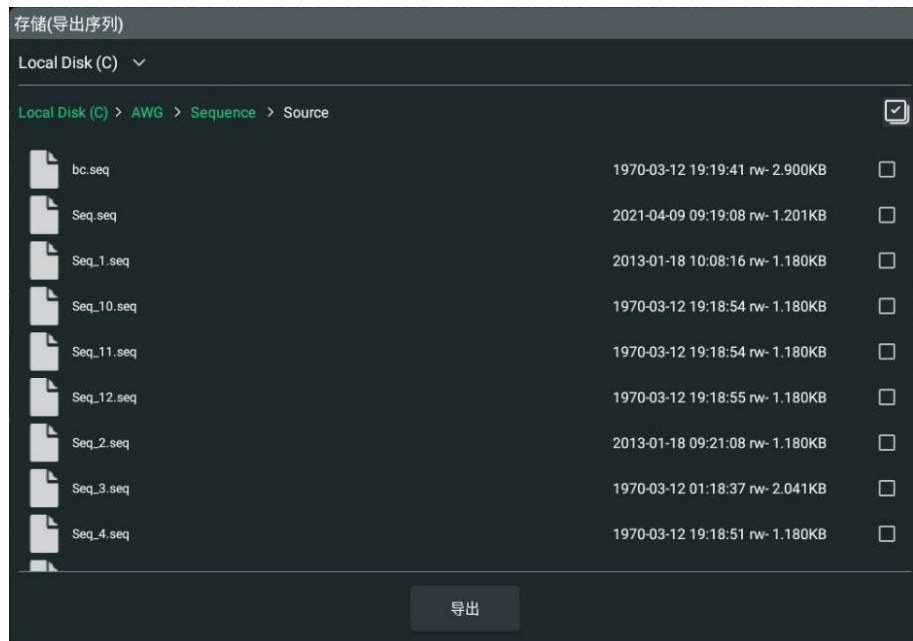 存储(导出序列)
Local Disk (C)
Local Disk (C) > AWG > Sequence > Source
bc.seq 1970-03-12 19:19:41 rw- 2.900KB
Seq.seq 2021-04-09 09:19:08 rw- 1.201KB
Seq_1.seq 2013-01-18 10:08:16 rw- 1.180KB
Seq_10.seq 1970-03-12 19:18:54 rw- 1.180KB
Seq_11.seq 1970-03-12 19:18:54 rw- 1.180KB
Seq_12.seq 1970-03-12 19:18:55 rw- 1.180KB
Seq_2.seq 2013-01-18 09:21:08 rw- 1.180KB
Seq_3.seq 1970-03-12 01:18:37 rw- 2.041KB
Seq_4.seq 1970-03-12 19:18:51 rw- 1.180KB
导出